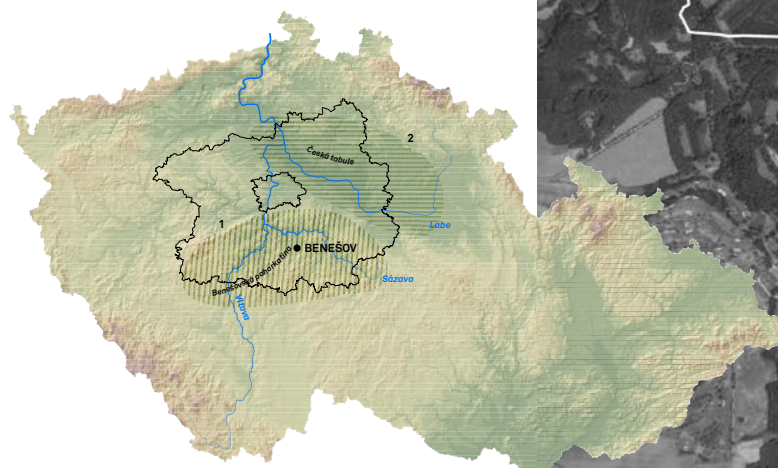 2
Česká tabule
1
Labe
BENEŠOV
Benešovská pahorkatina
Sázava
Vltava